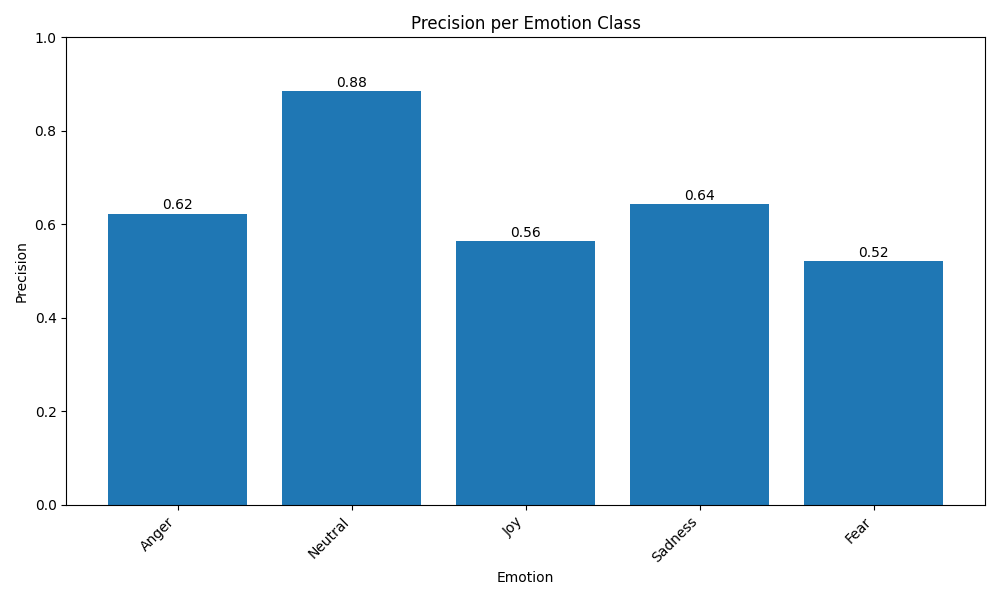 Precision per Emotion Class
1.0
0.8
0.6
0.4
0.2
0.0
Precision
0.62
0.88
0.56
0.64
0.52
Anger
Neutral
Joy
Sadness
Fear
Emotion